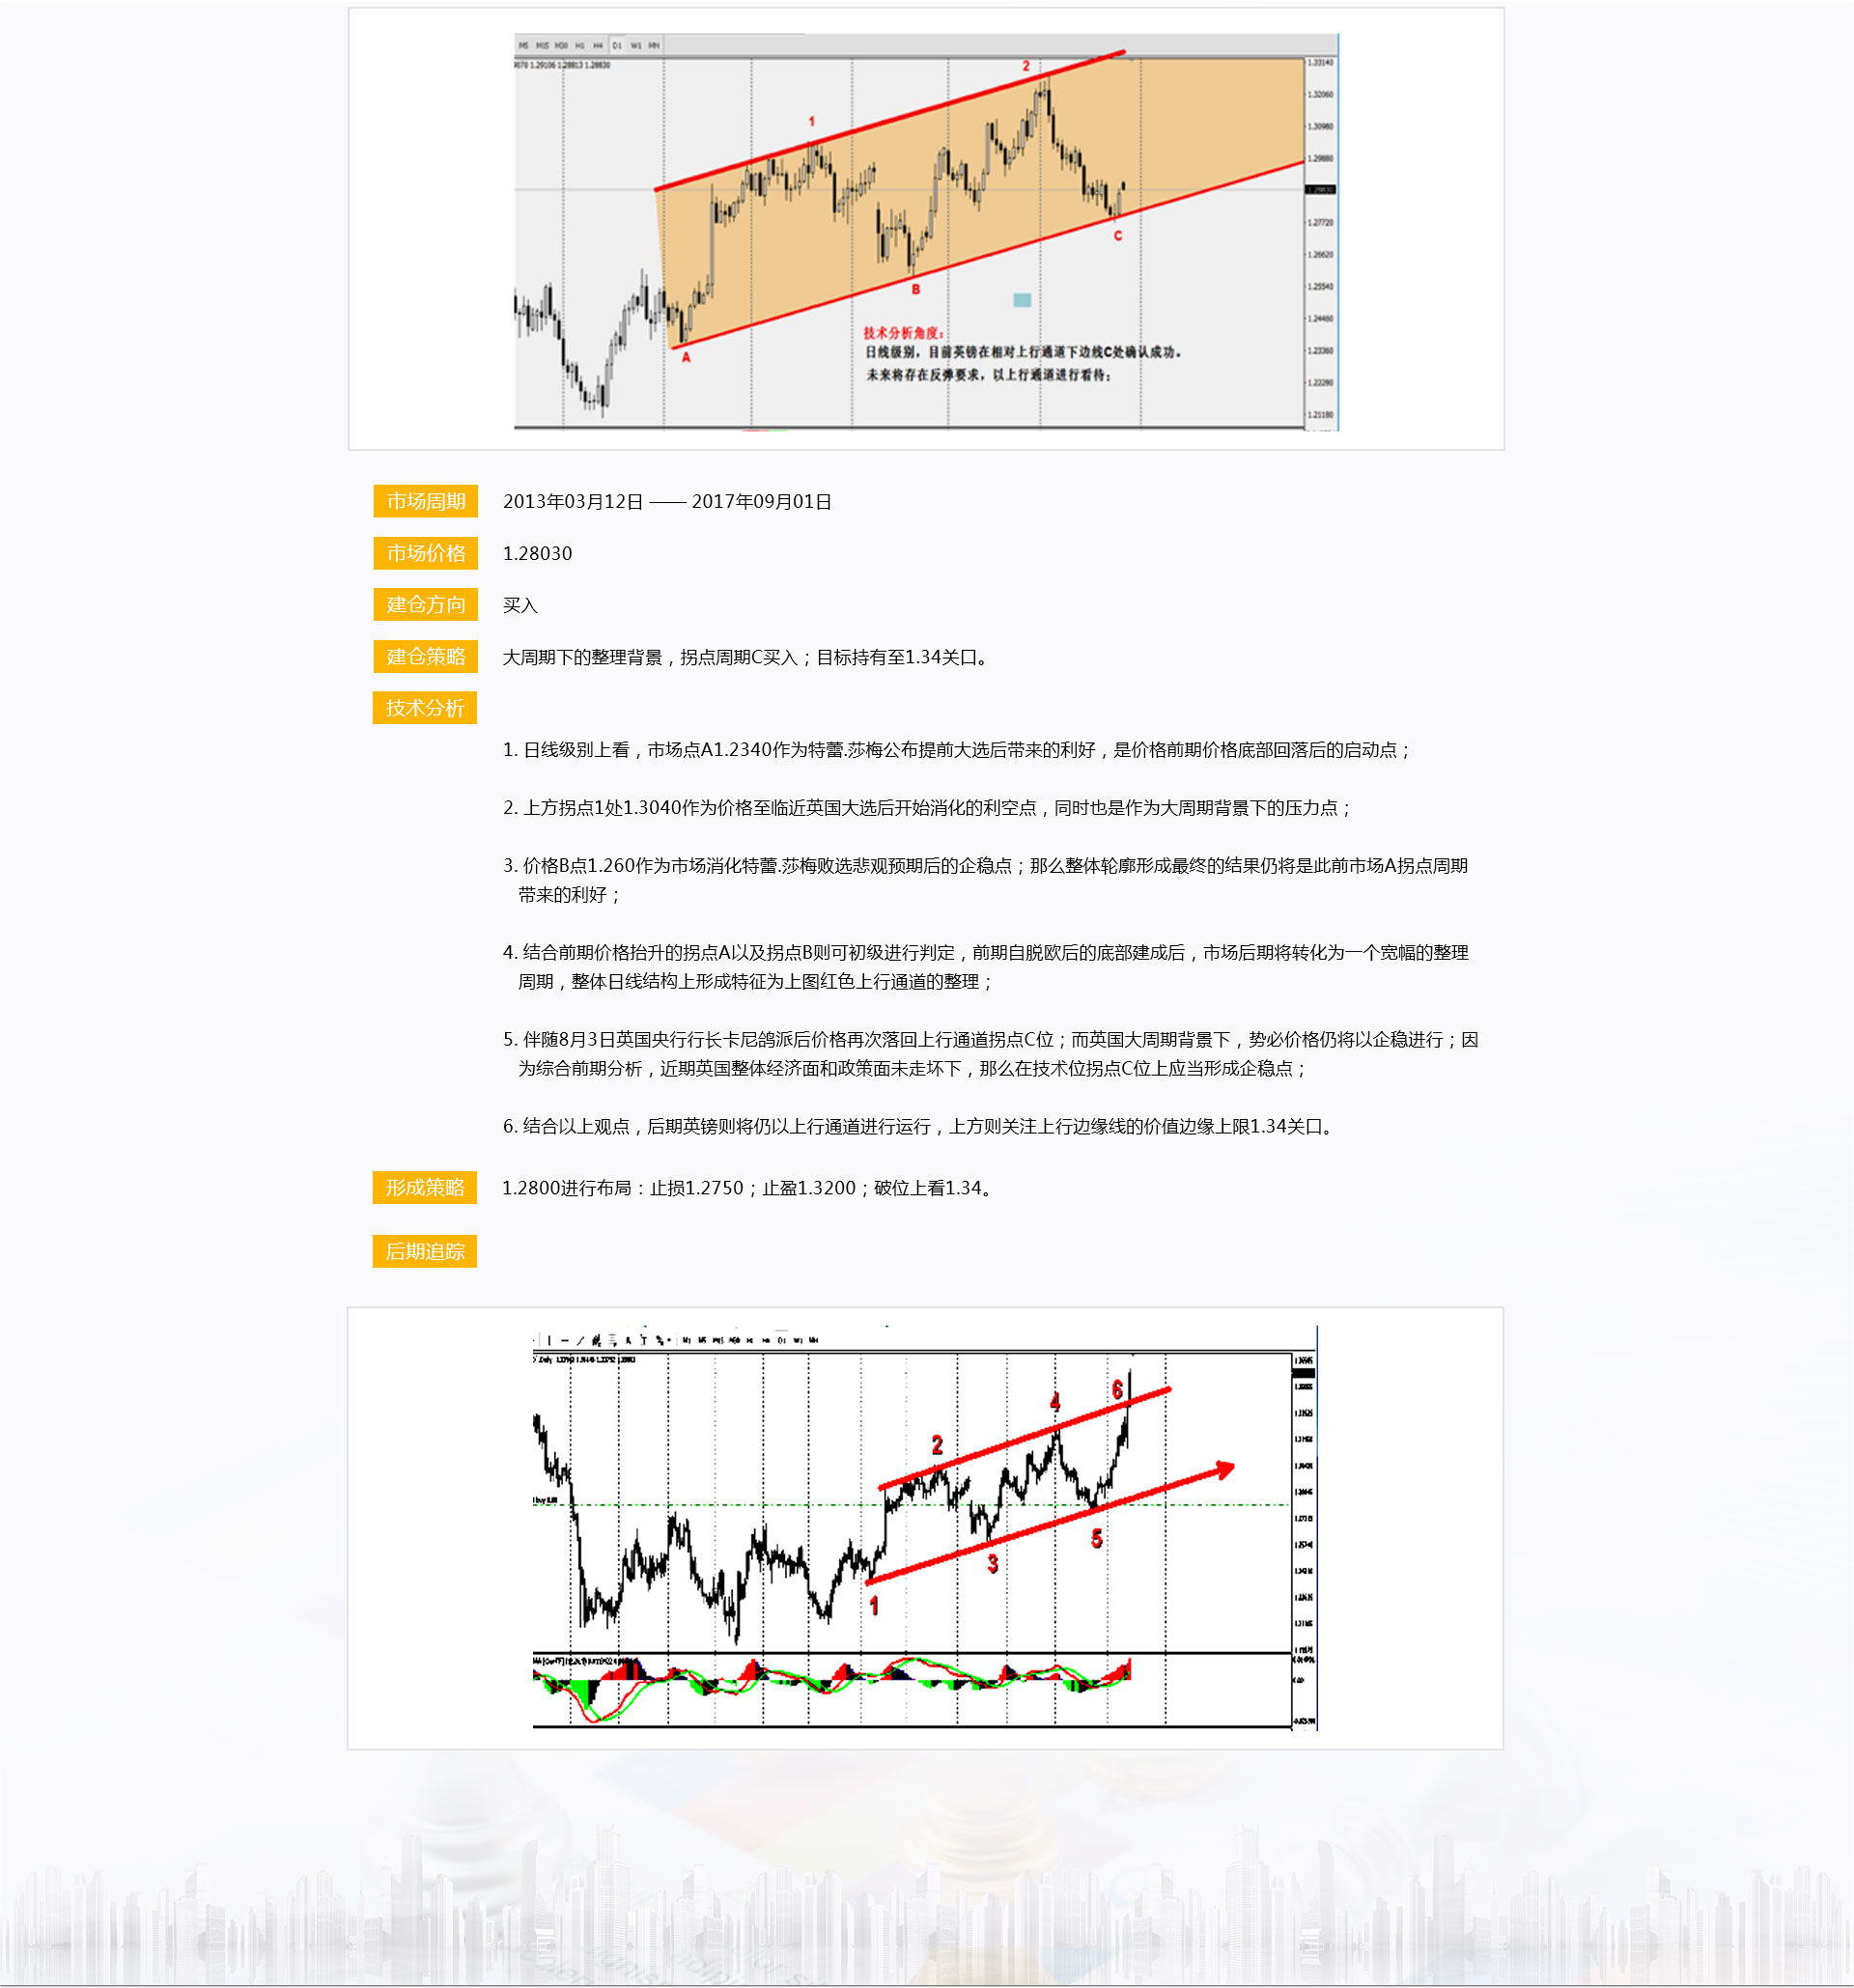 M5 M15 M30 H1 H4 D1 W1 MN
9070 1.29106 1.28813 1.28830
1.33140
2
1.32060
1
1.30980
1.29880
1.28830
1.27720
C
1.26620
B
1.25540
技术分析角度：
1.24460
日线级别，目前英镑在相对上行通道下边线C处确认成功。
A
1.23360
未来将存在反弹要求，以上行通道进行看待；
1.22280
1.21180
市场周期 2013年03月12日 —— 2017年09月01日
市场价格 1.28030
建仓方向 买入
建仓策略 大周期下的整理背景，拐点周期C买入；目标持有至1.34关口。
技术分析
1. 日线级别上看，市场点A1.2340作为特蕾.莎梅公布提前大选后带来的利好，是价格前期价格底部回落后的启动点；
2. 上方拐点1处1.3040作为价格至临近英国大选后开始消化的利空点，同时也是作为大周期背景下的压力点；
3. 价格B点1.260作为市场消化特蕾.莎梅败选悲观预期后的企稳点；那么整体轮廓形成最终的结果仍将是此前市场A拐点周期
带来的利好；
4. 结合前期价格抬升的拐点A以及拐点B则可初级进行判定，前期自脱欧后的底部建成后，市场后期将转化为一个宽幅的整理
周期，整体日线结构上形成特征为上图红色上行通道的整理；
5. 伴随8月3日英国央行行长卡尼鸽派后价格再次落回上行通道拐点C位；而英国大周期背景下，势必价格仍将以企稳进行；因
为综合前期分析，近期英国整体经济面和政策面未走坏下，那么在技术位拐点C位上应当形成企稳点；
6. 结合以上观点，后期英镑则将仍以上行通道进行运行，上方则关注上行边缘线的价值边缘上限1.34关口。
形成策略 1.2800进行布局：止损1.2750；止盈1.3200；破位上看1.34。
后期追踪
6
4
2
5
3
1